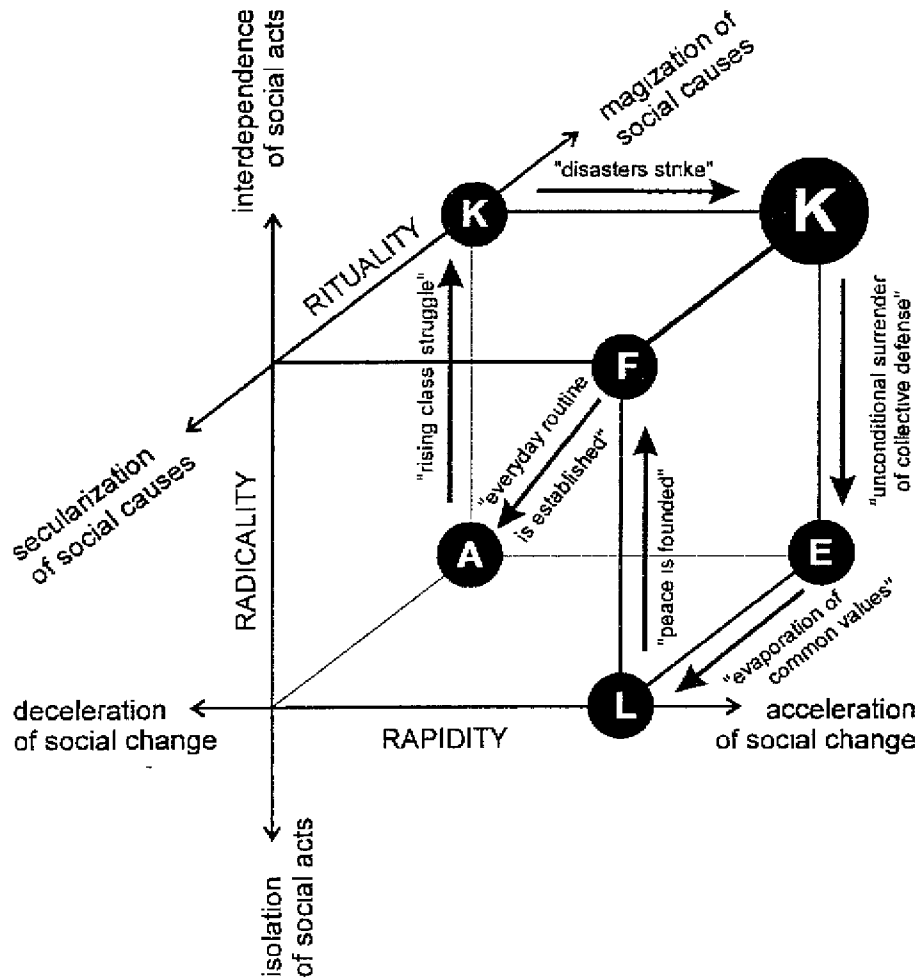 interdependence
of social acts
magization of
social causes
"disasters strike"
K
K
RITUALITY
"rising class struggle"
F
"unconditional surrender
of collective defense"
"everyday routine
is established"
secularization
of social causes
RADICALITY
"peace is founded"
A
E
"evaporation of
common values"
L
deceleration
of social change
RAPIDITY
acceleration
of social change
isolation
of social acts